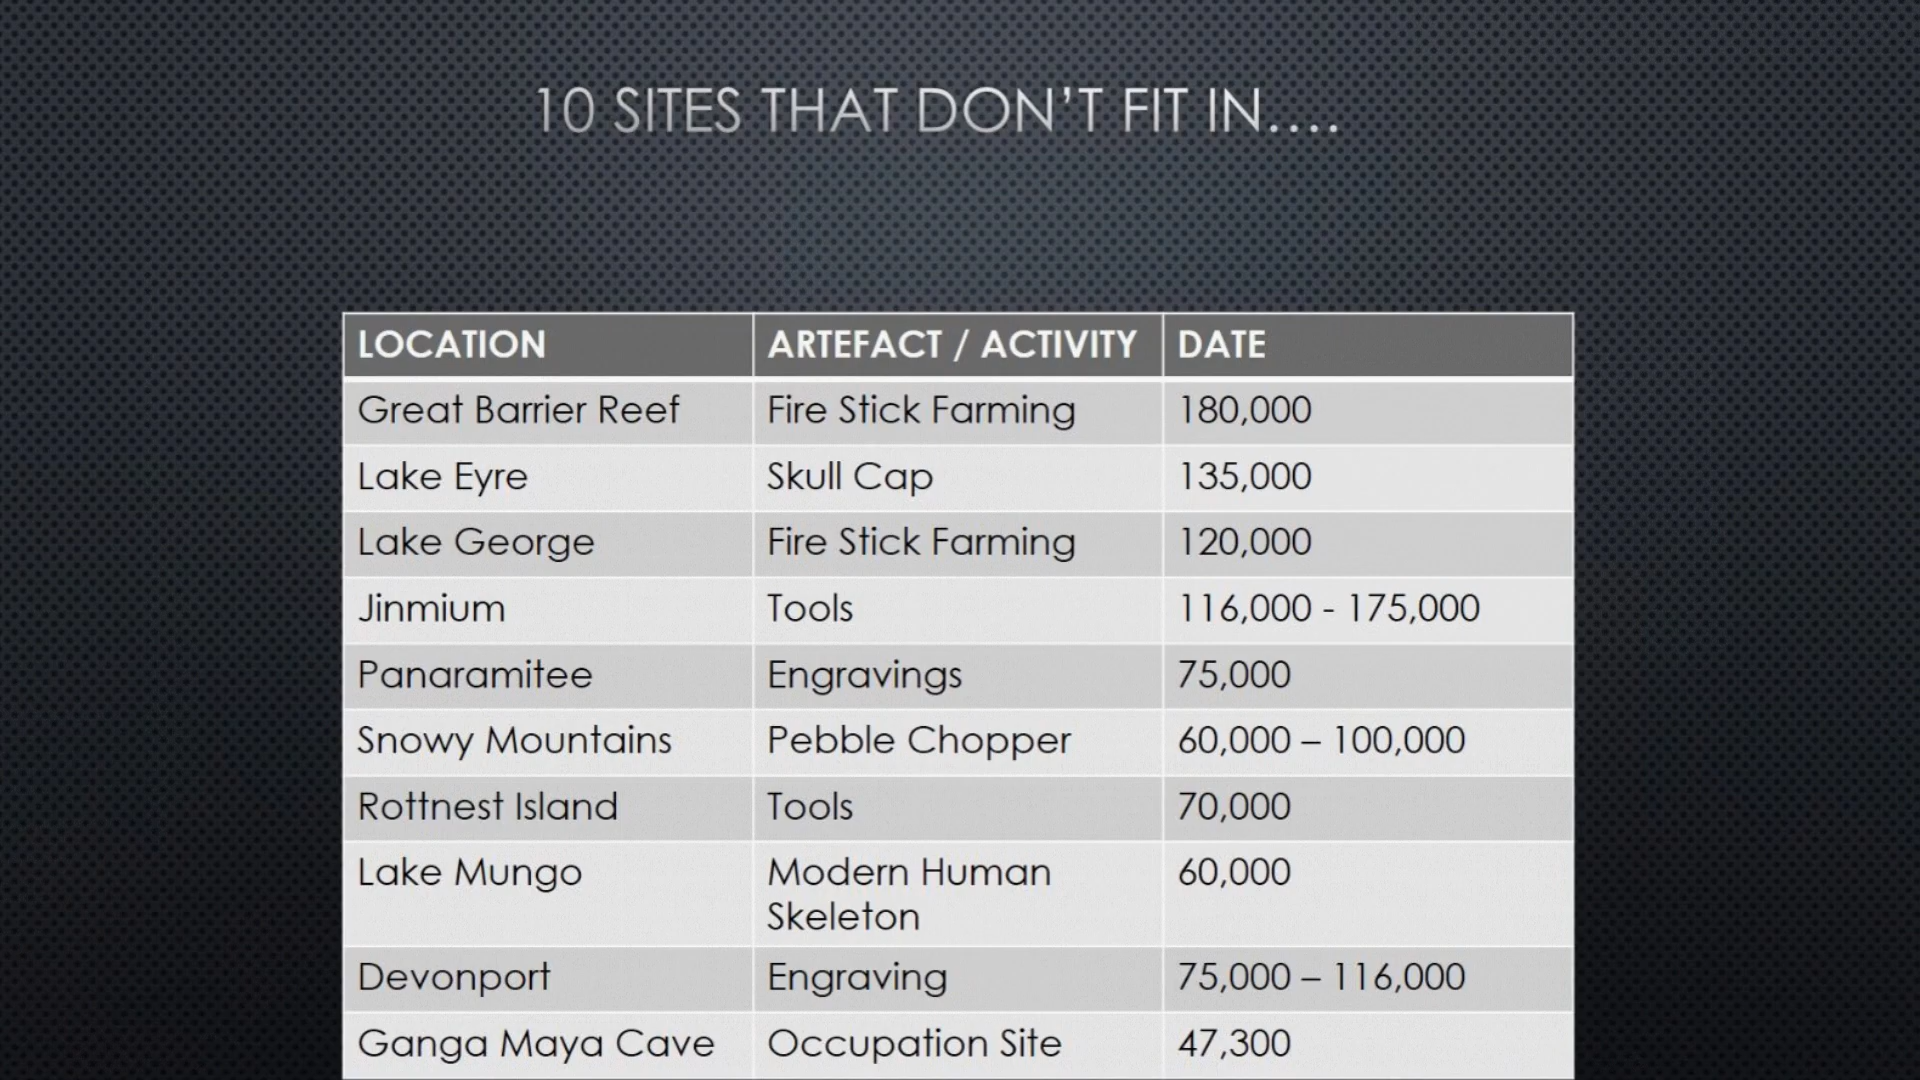 10 SITES THAT DON'T FIT IN....
LOCATION ARTEFACT / ACTIVITY DATE
Great Barrier Reef Fire Stick Farming 180,000
Lake Eyre Skull Cap 135,000
Lake George Fire Stick Farming 120,000
Jinmium Tools 116,000 - 175,000
Panaramitee Engravings 75,000
Snowy Mountains Pebble Chopper 60,000 – 100,000
Rottnest Island Tools 70,000
Lake Mungo Modern Human 60,000
Skeleton
Devonport Engraving 75,000 – 116,000
Ganga Maya Cave Occupation Site 47,300